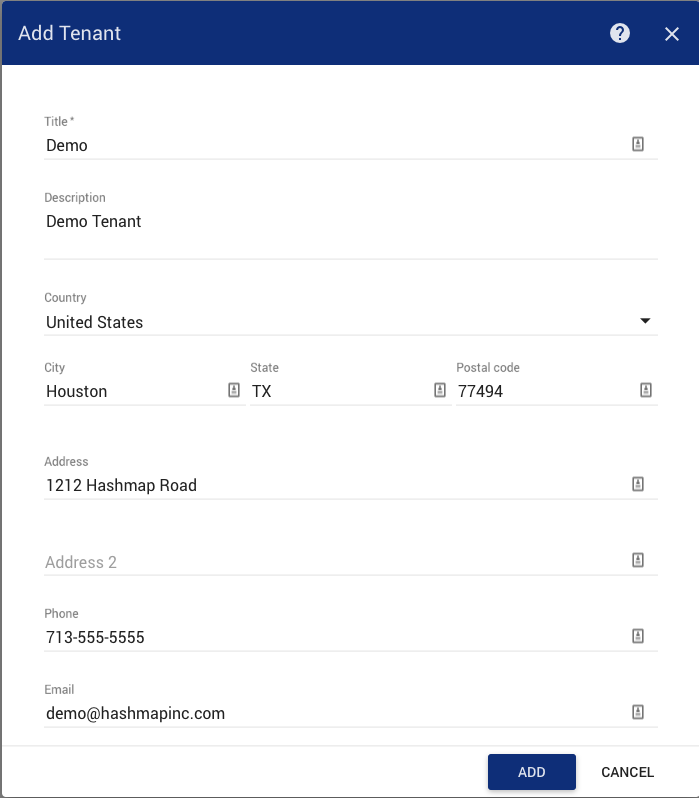 Add Tenant
Title *
Demo
Description
Demo Tenant
Country
United States
City State Postal code
Houston TX 77494
Address
1212 Hashmap Road
Address 2
Phone
713-555-5555
Email
demo@hashmapinc.com
ADD CANCEL